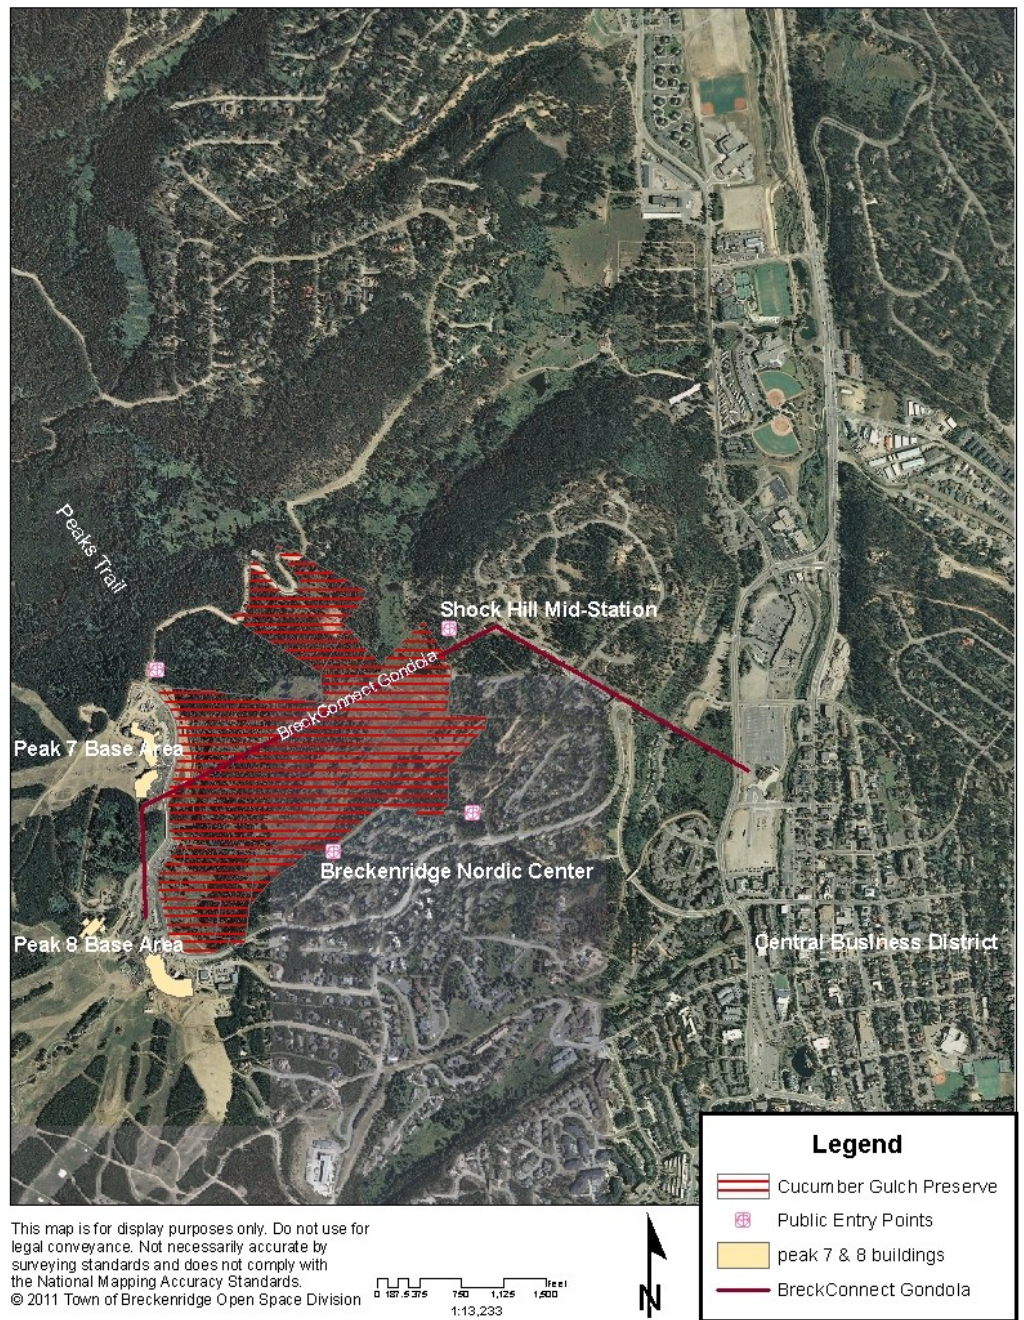 Peaks Trail
Shock Hill Mid-Station
BreckConnect Gondola
Peak 7 Base Area
Breckenridge Nordic Center
Peak 8 Base Area
Central Business District
Legend
Cucumber Gulch Preserve
Public Entry Points
peak 7 & 8 buildings
BreckConnect Gondola
This map is for display purposes only. Do not use for
legal conveyance. Not necessarily accurate by
surveying standards and does not comply with
the National Mapping Accuracy Standards.
© 2011 Town of Breckenridge Open Space Division
Feet
0 187.5 375 750 1,125 1,500
1:13,233
N